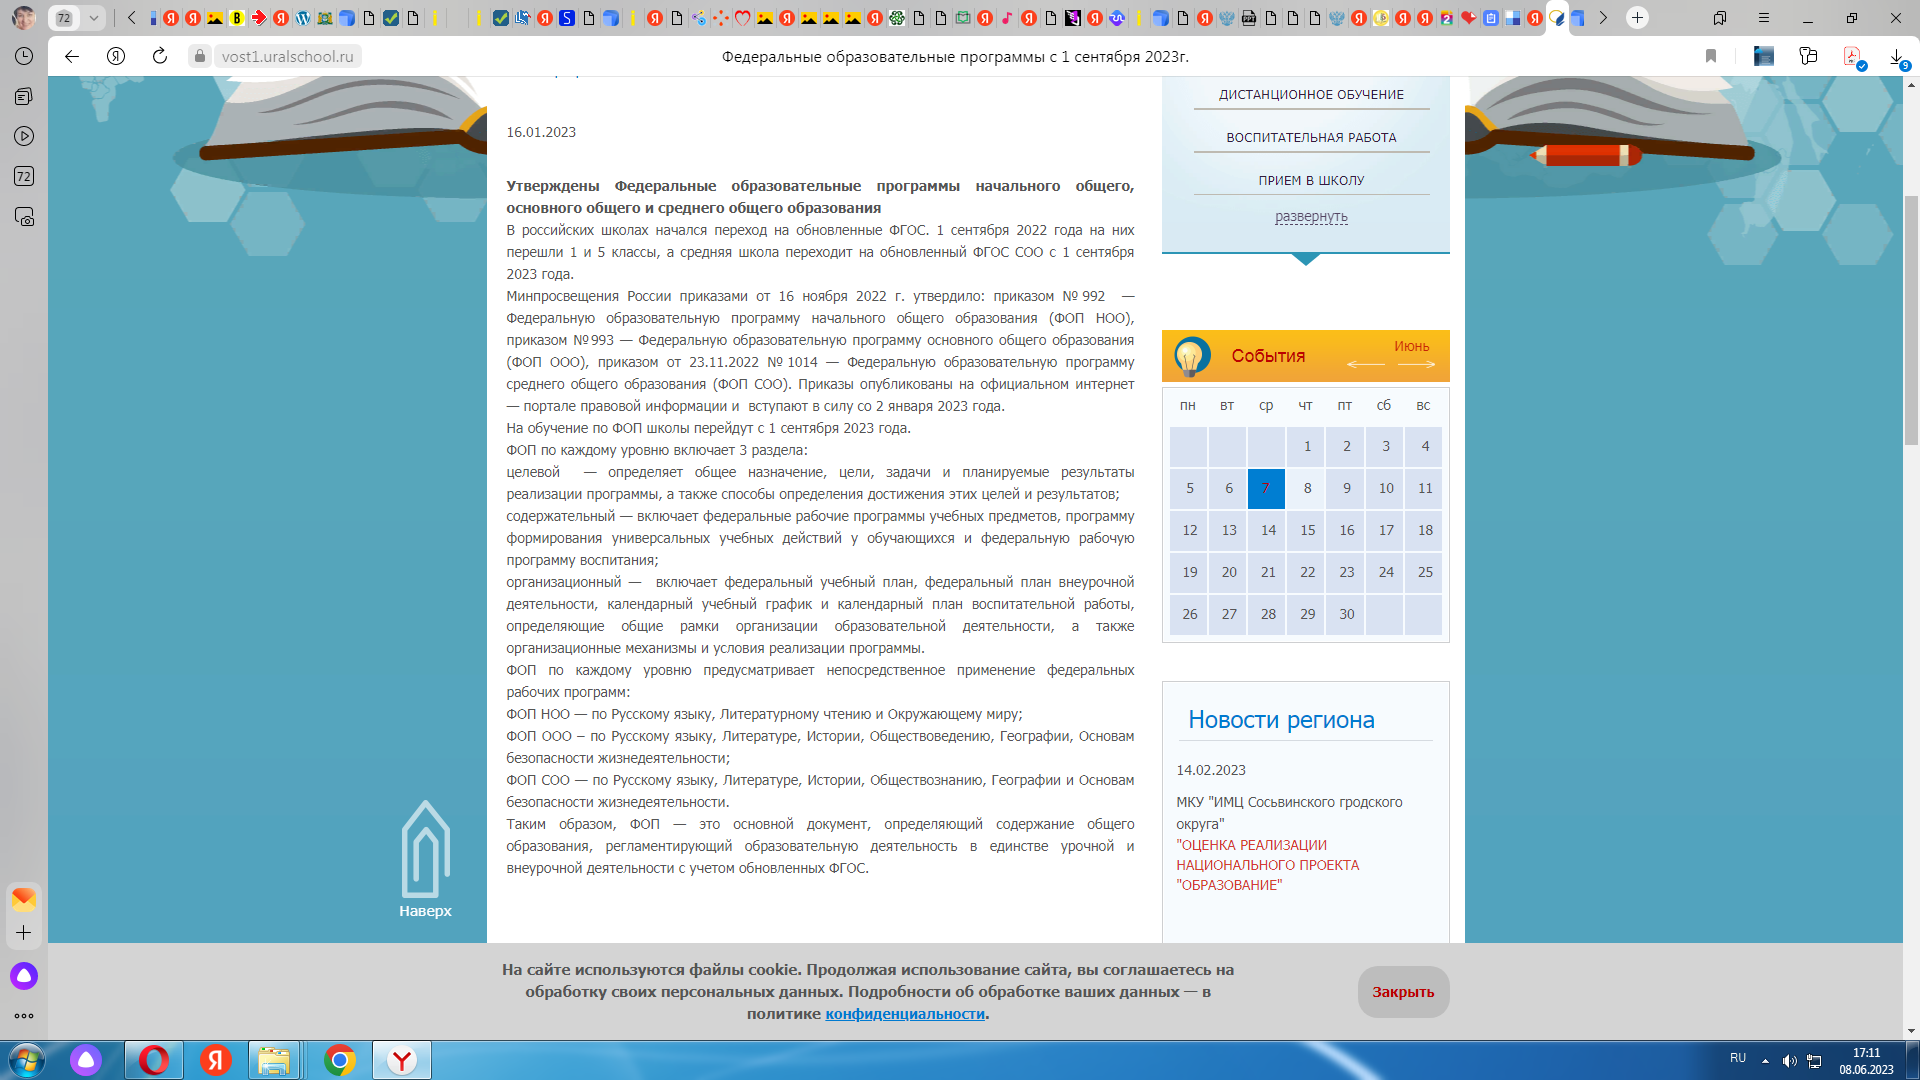 72
vost1.uralschool.ru
Федеральные образовательные программы с 1 сентября 2023г.
9
72
16.01.2023
Утверждены Федеральные образовательные программы начального общего,
основного общего и среднего общего образования
В российских школах начался переход на обновленные ФГОС. 1 сентября 2022 года на них
перешли 1 и 5 классы, а средняя школа переходит на обновленный ФГОС СОО с 1 сентября
2023 года.
Минпросвещения России приказами от 16 ноября 2022 г. утвердило: приказом №992 —
Федеральную образовательную программу начального общего образования (ФОП НОО),
приказом №993 — Федеральную образовательную программу основного общего образования
(ФОП ООО), приказом от 23.11.2022 №1014 — Федеральную образовательную программу
среднего общего образования (ФОП СОО). Приказы опубликованы на официальном интернет
— портале правовой информации и вступают в силу со 2 января 2023 года.
На обучение по ФОП школы перейдут с 1 сентября 2023 года.
ФОП по каждому уровню включает 3 раздела:
целевой — определяет общее назначение, цели, задачи и планируемые результаты
реализации программы, а также способы определения достижения этих целей и результатов;
содержательный — включает федеральные рабочие программы учебных предметов, программу
формирования универсальных учебных действий у обучающихся и федеральную рабочую
программу воспитания;
организационный — включает федеральный учебный план, федеральный план внеурочной
деятельности, календарный учебный график и календарный план воспитательной работы,
определяющие общие рамки организации образовательной деятельности, а также
организационные механизмы и условия реализации программы.
ФОП по каждому уровню предусматривает непосредственное применение федеральных
рабочих программ:
ФОП НОО — по Русскому языку, Литературному чтению и Окружающему миру;
ФОП ООО – по Русскому языку, Литературе, Истории, Обществоведению, Географии, Основам
безопасности жизнедеятельности;
ФОП СОО — по Русскому языку, Литературе, Истории, Обществознанию, Географии и Основам
безопасности жизнедеятельности.
Таким образом, ФОП — это основной документ, определяющий содержание общего
образования, регламентирующий образовательную деятельность в единстве урочной и
внеурочной деятельности с учетом обновленных ФГОС.
Наверх
ДИСТАНЦИОННОЕ ОБУЧЕНИЕ
ВОСПИТАТЕЛЬНАЯ РАБОТА
ПРИЕМ В ШКОЛУ
развернуть
События
Июнь
пн вт ср чт пт сб вс
1 2 3 4
5 6 7 8 9 10 11
12 13 14 15 16 17 18
19 20 21 22 23 24 25
26 27 28 29 30
Новости региона
14.02.2023
МКУ "ИМЦ Сосьвинского гродского
округа"
"ОЦЕНКА РЕАЛИЗАЦИИ
НАЦИОНАЛЬНОГО ПРОЕКТА
"ОБРАЗОВАНИЕ"
На сайте используются файлы cookie. Продолжая использование сайта, вы соглашаетесь на
обработку своих персональных данных. Подробности об обработке ваших данных — в
политике конфиденциальности.
Закрыть
RU
17:11
08.06.2023